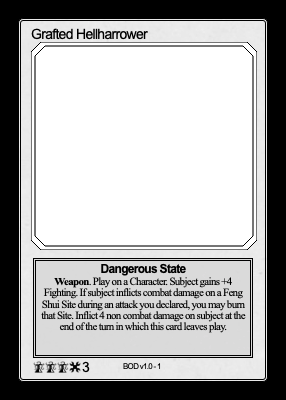 Grafted Hellharrower
Dangerous State
Weapon. Play on a Character. Subject gains +4
Fighting. If subject inflicts combat damage on a Feng
Shui Site during an attack you declared, you may burn
that Site. Inflict 4 non combat damage on subject at the
end of the turn in which this card leaves play.
3
BOD v1.0 - 1